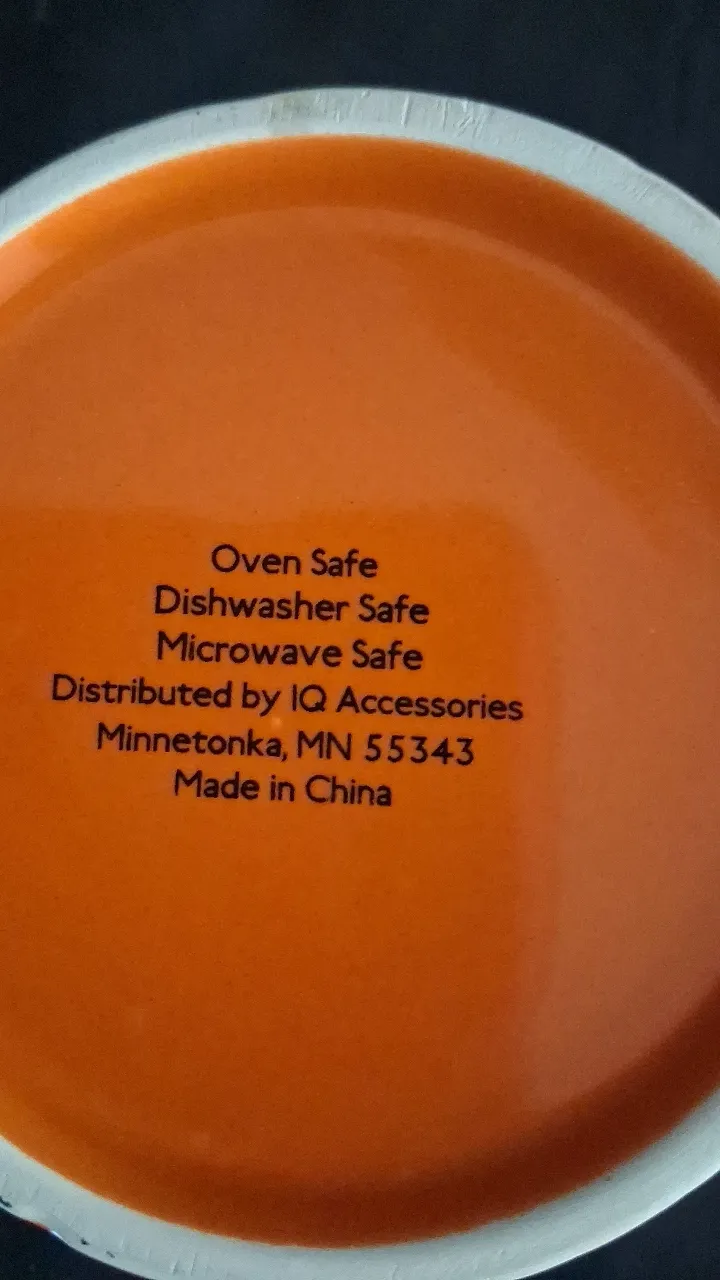 Oven Safe
Dishwasher Safe
Microwave Safe
Distributed by IQ Accessories
Minnetonka, MN 55343
Made in China